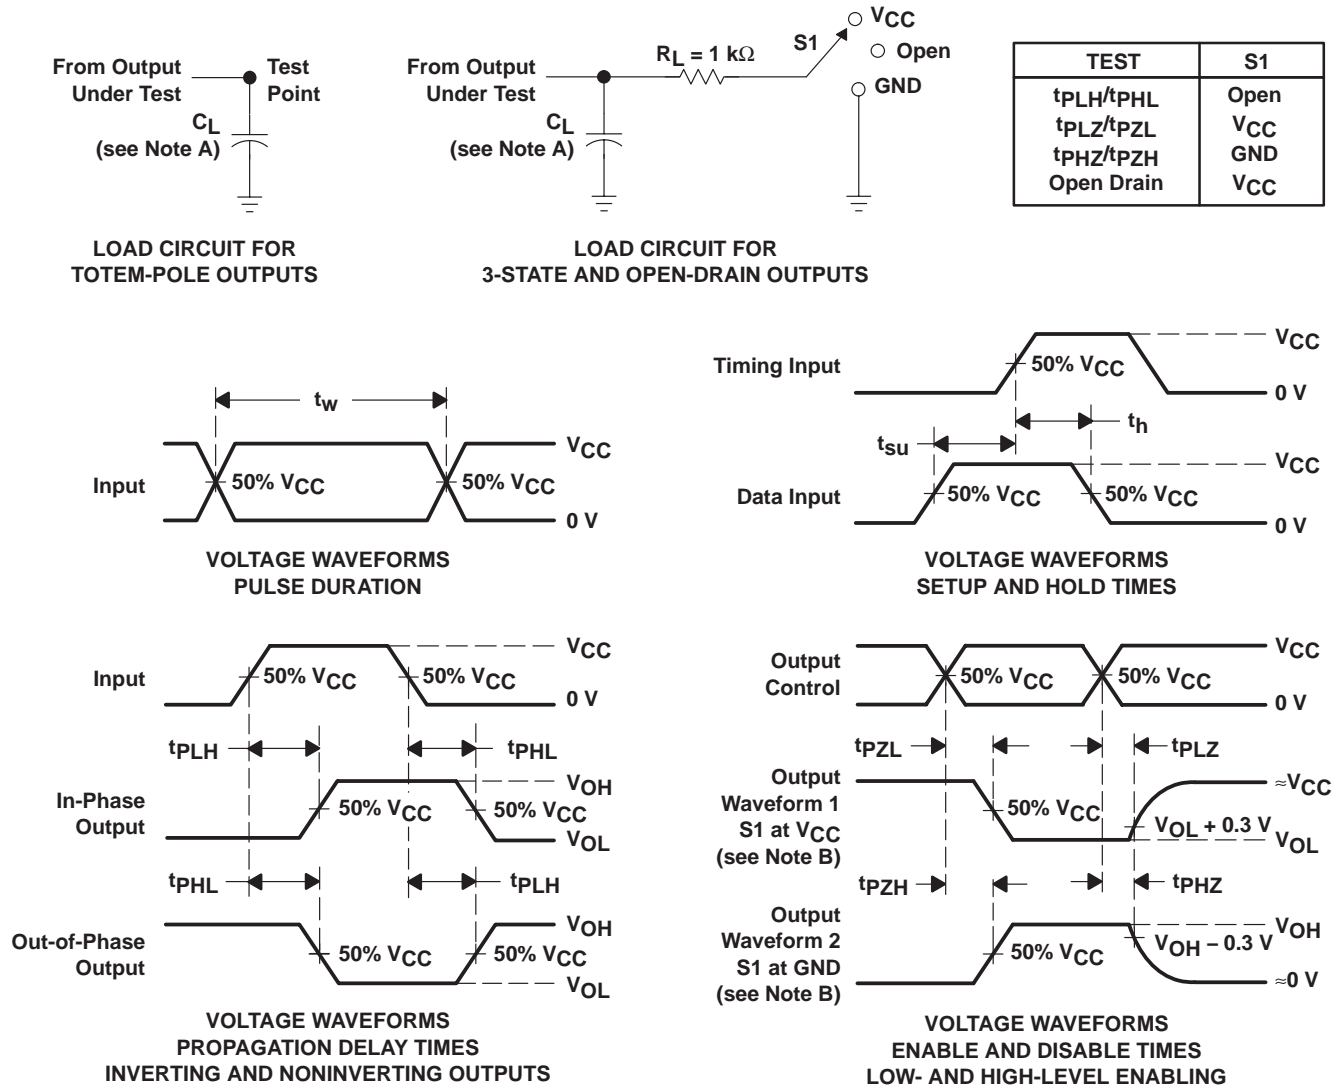 From Output
Under Test
Test
Point
CL
(see Note A)
LOAD CIRCUIT FOR
TOTEM-POLE OUTPUTS
From Output
Under Test
CL
(see Note A)
RL = 1 kΩ
S1
VCC
Open
GND
LOAD CIRCUIT FOR
3-STATE AND OPEN-DRAIN OUTPUTS
TEST S1
tPLH/tPHL Open
tPLZ/tPZL VCC
tPHZ/tPZH GND
Open Drain VCC
tw
Input
50% VCC
50% VCC
VCC
0 V
VOLTAGE WAVEFORMS
PULSE DURATION
Timing Input
50% VCC
VCC
0 V
tsu
th
Data Input
50% VCC
50% VCC
VCC
0 V
VOLTAGE WAVEFORMS
SETUP AND HOLD TIMES
Input
50% VCC
50% VCC
VCC
0 V
tPLH
tPHL
In-Phase
Output
50% VCC
50% VCC
VOH
VOL
tPHL
tPLH
Out-of-Phase
Output
50% VCC
50% VCC
VOH
VOL
VOLTAGE WAVEFORMS
PROPAGATION DELAY TIMES
INVERTING AND NONINVERTING OUTPUTS
Output
Control
50% VCC
50% VCC
VCC
0 V
tPZL
tPLZ
Output
Waveform 1
S1 at VCC
(see Note B)
50% VCC
≈VCC
VOL + 0.3 V
VOL
tPZH
tPHZ
Output
Waveform 2
S1 at GND
(see Note B)
50% VCC
VOH
VOH – 0.3 V
≈0 V
VOLTAGE WAVEFORMS
ENABLE AND DISABLE TIMES
LOW- AND HIGH-LEVEL ENABLING